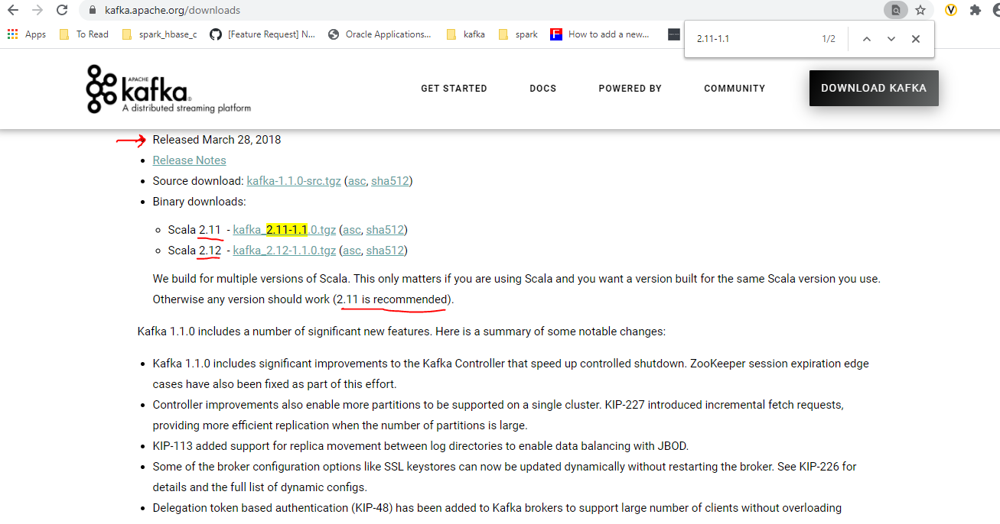 kafka.apache.org/downloads
Apps To Read spark_hbase_c [Feature Request] N... Oracle Applications... kafka spark How to add a new...
2.11-1.1 1/2
APACHE
kafka®
A distributed streaming platform
GET STARTED DOCS POWERED BY COMMUNITY DOWNLOAD KAFKA
Released March 28, 2018
Release Notes
Source download: kafka-1.1.0-src.tgz (asc, sha512)
Binary downloads:
Scala 2.11 - kafka_2.11-1.1.0.tgz (asc, sha512)
Scala 2.12 - kafka_2.12-1.1.0.tgz (asc, sha512)
We build for multiple versions of Scala. This only matters if you are using Scala and you want a version built for the same Scala version you use.
Otherwise any version should work (2.11 is recommended).
Kafka 1.1.0 includes a number of significant new features. Here is a summary of some notable changes:
Kafka 1.1.0 includes significant improvements to the Kafka Controller that speed up controlled shutdown. ZooKeeper session expiration edge
cases have also been fixed as part of this effort.
Controller improvements also enable more partitions to be supported on a single cluster. KIP-227 introduced incremental fetch requests,
providing more efficient replication when the number of partitions is large.
KIP-113 added support for replica movement between log directories to enable data balancing with JBOD.
Some of the broker configuration options like SSL keystores can now be updated dynamically without restarting the broker. See KIP-226 for
details and the full list of dynamic configs.
Delegation token based authentication (KIP-48) has been added to Kafka brokers to support large number of clients without overloading